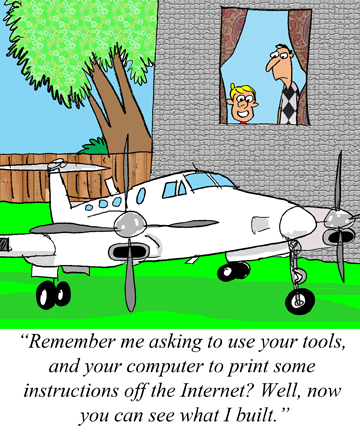 “Remember me asking to use your tools,
and your computer to print some
instructions off the Internet? Well, now
you can see what I built.”